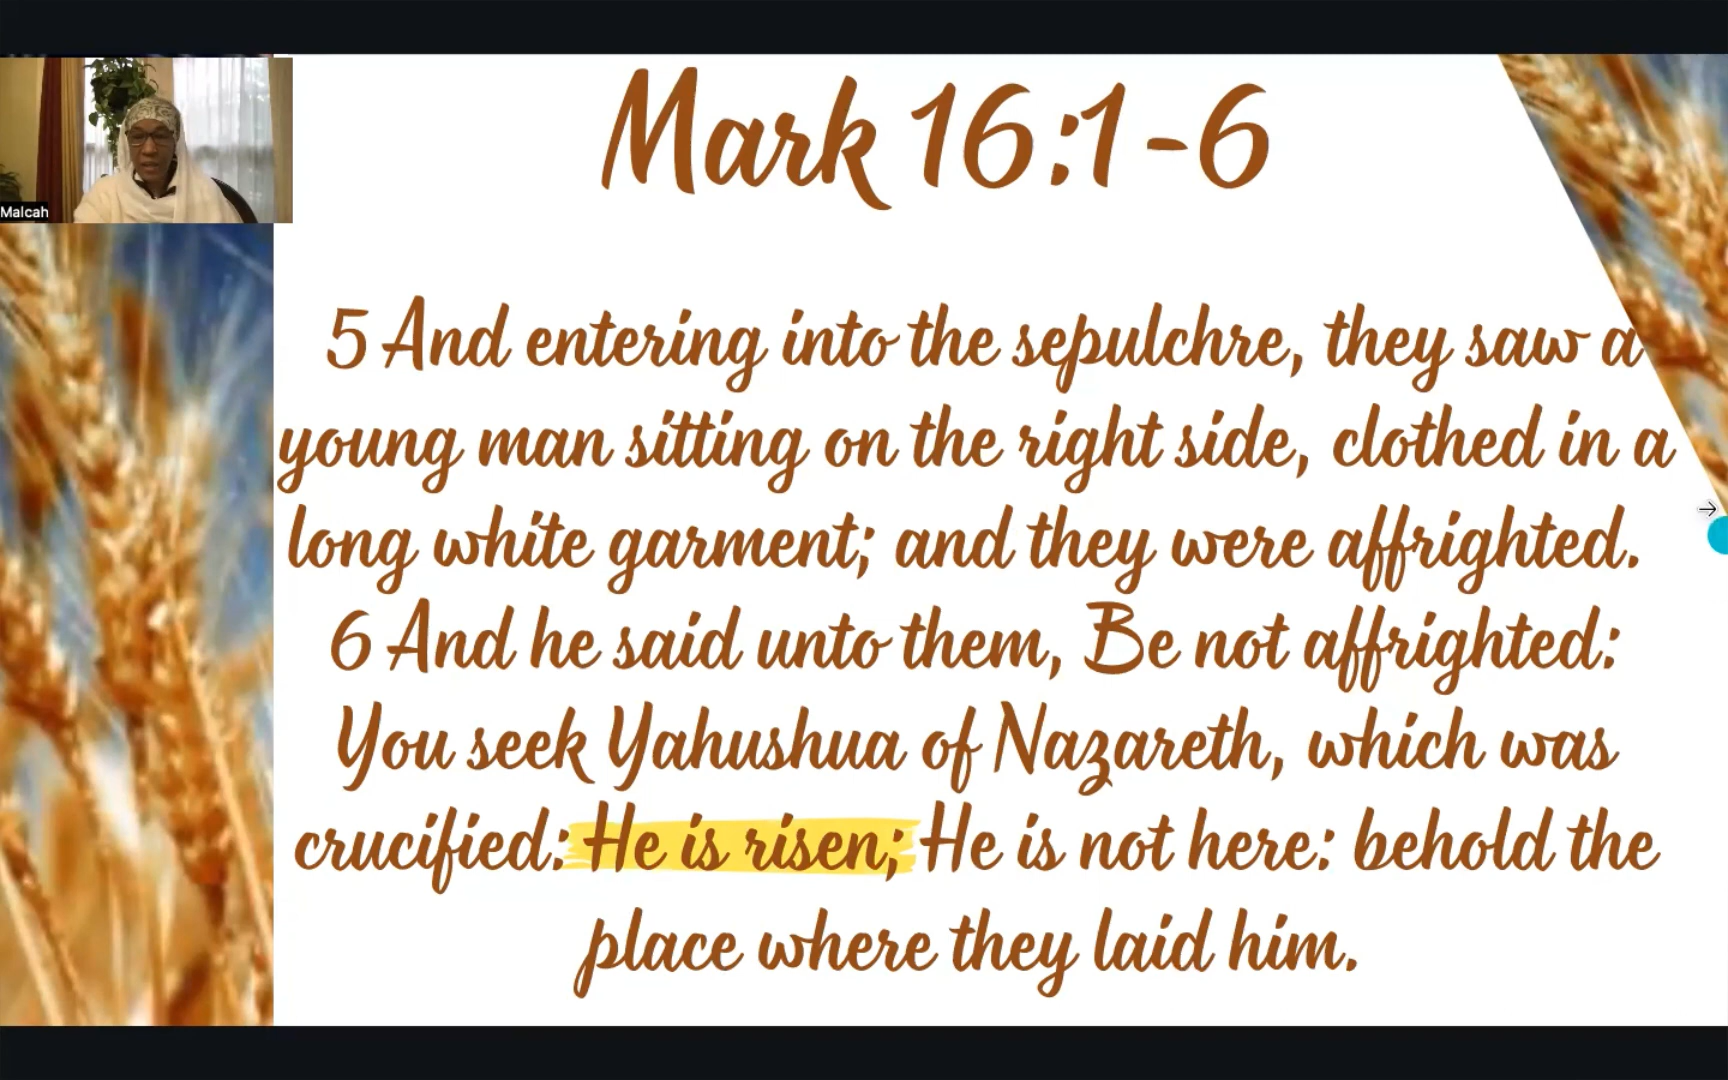 Mark 16:1-6
Malcah
5 And entering into the sepulchre, they saw a
young man sitting on the right side, clothed in a
long white garment; and they were affrighted.
6 And he said unto them, Be not affrighted:
You seek Yahushua of Nazareth, which was
crucified: He is risen; He is not here: behold the
place where they laid him.